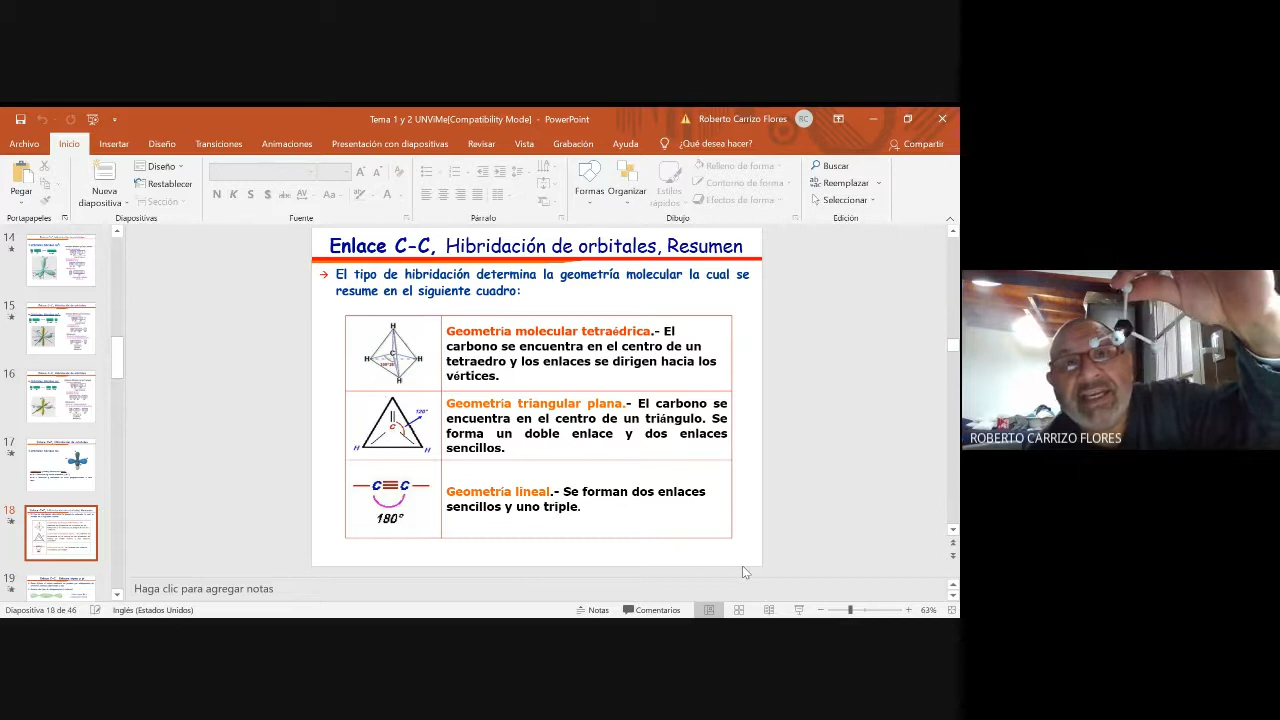 Tema 1 y 2 UNViMe[Compatibility Mode] - PowerPoint
Roberto Carrizo Flores
RC
Archivo
Inicio
Insertar
Diseño
Transiciones
Animaciones
Presentación con diapositivas
Revisar
Vista
Grabación
Ayuda
¿Qué desea hacer?
Compartir
Pegar
Nueva
diapositiva
Diseño
Restablecer
Sección
N K S S abc AV Aa A
Formas
Organizar
Estilos
rápidos
Relleno de forma
Contorno de forma
Efectos de forma
Buscar
Reemplazar
Seleccionar
Portapapeles
Diapositivas
Fuente
Párrafo
Dibujo
Edición
14
15
16
17
18
19
Enlace C-C, Hibridación de orbitales, Resumen
El tipo de hibridación determina la geometría molecular la cual se
resume en el siguiente cuadro:
H
H C H
H
Geometría molecular tetraédrica.- El
carbono se encuentra en el centro de un
tetraedro y los enlaces se dirigen hacia los
vértices.
120°
C
H H
Geometría triangular plana.- El carbono se
encuentra en el centro de un triángulo. Se
forma un doble enlace y dos enlaces
sencillos.
C≡C
180°
Geometría lineal.- Se forman dos enlaces
sencillos y uno triple.
ROBERTO CARRIZO FLORES
Haga clic para agregar notas
Diapositiva 18 de 46
Inglés (Estados Unidos)
Notas
Comentarios
63%